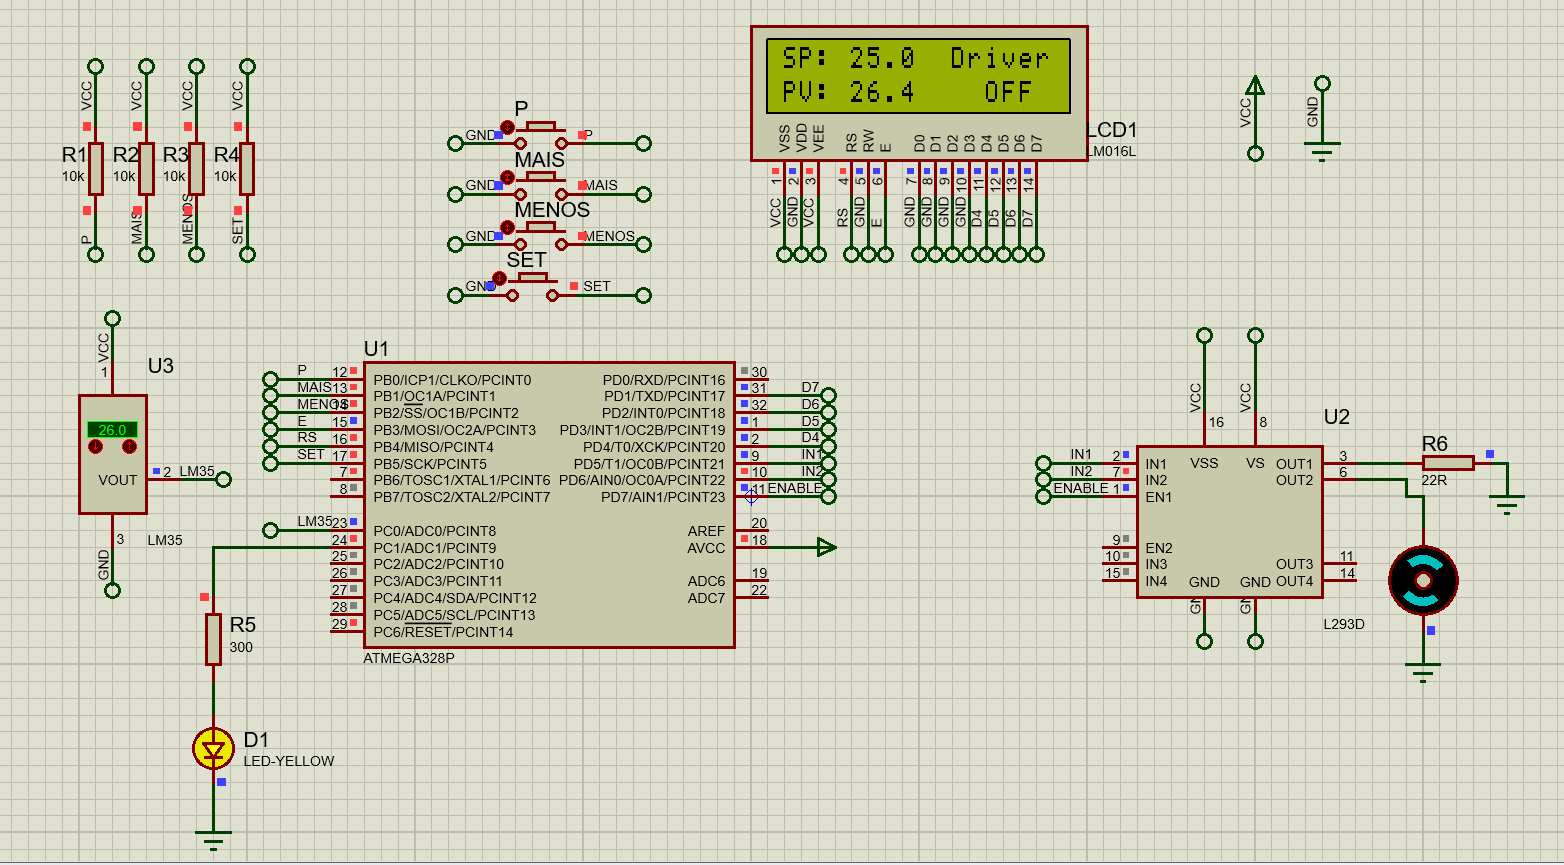 SP: 25.0 Driver
PV: 26.4 OFF
VSS VDD VEE RS RW E D0 D1 D2 D3 D4 D5 D6 D7
1 2 3 4 5 6 7 8 9 10 11 12 13 14
VCC GND VCC RS GND E GND GND GND GND D4 D5 D6 D7
LCD1
LM016L
VCC
GND
VCC VCC VCC VCC
R1 R2 R3 R4
10k 10k 10k 10k
P MAIS MENOS SET
P
GND P
MAIS
GND MAIS
MENOS
GND MENOS
SET
GND SET
VCC
1
U3
26.0
VOUT
2 LM35
3
LM35
GND
U1
P 12 PB0/ICP1/CLKO/PCINT0
MAIS 13 PB1/OC1A/PCINT1
MENOS 14 PB2/SS/OC1B/PCINT2
E 15 PB3/MOSI/OC2A/PCINT3
RS 16 PB4/MISO/PCINT4
SET 17 PB5/SCK/PCINT5
7 PB6/TOSC1/XTAL1/PCINT6
8 PB7/TOSC2/XTAL2/PCINT7
LM35 23 PC0/ADC0/PCINT8
24 PC1/ADC1/PCINT9
25 PC2/ADC2/PCINT10
26 PC3/ADC3/PCINT11
27 PC4/ADC4/SDA/PCINT12
28 PC5/ADC5/SCL/PCINT13
29 PC6/RESET/PCINT14
PD0/RXD/PCINT16 30
PD1/TXD/PCINT17 31 D7
PD2/INT0/PCINT18 32 D6
PD3/INT1/OC2B/PCINT19 1 D5
PD4/T0/XCK/PCINT20 2 D4
PD5/T1/OC0B/PCINT21 9 IN1
PD6/AIN0/OC0A/PCINT22 10 IN2
PD7/AIN1/PCINT23 11 ENABLE
AREF 20
AVCC 18
ADC6 19
ADC7 22
ATMEGA328P
R5
300
D1
LED-YELLOW
VCC VCC
16 8
U2
VSS VS
IN1 2 IN1
IN2 7 IN2
ENABLE 1 EN1
9 EN2
10 IN3
15 IN4
OUT1 3
OUT2 6
OUT3 11
OUT4 14
GND GND
L293D
R6
22R